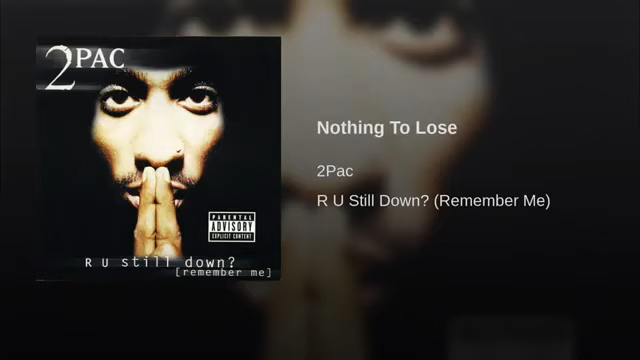 2PAC
PARENTAL
ADVISORY
EXPLICIT CONTENT
R U still down?
[remember me]
Nothing To Lose
2Pac
R U Still Down? (Remember Me)